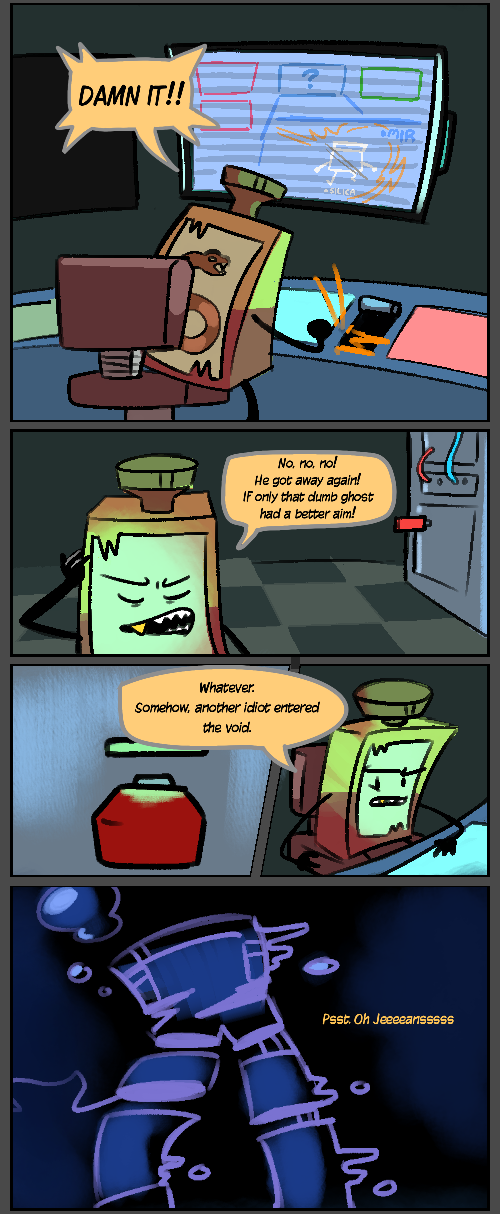 DAMN IT!!
?
MIR
SILICA
No, no, no!
He got away again!
IF only that dumb ghost
had a better aim!
Whatever.
Somehow, another idiot entered
the void.
Psst. Oh Jeeeeansssss